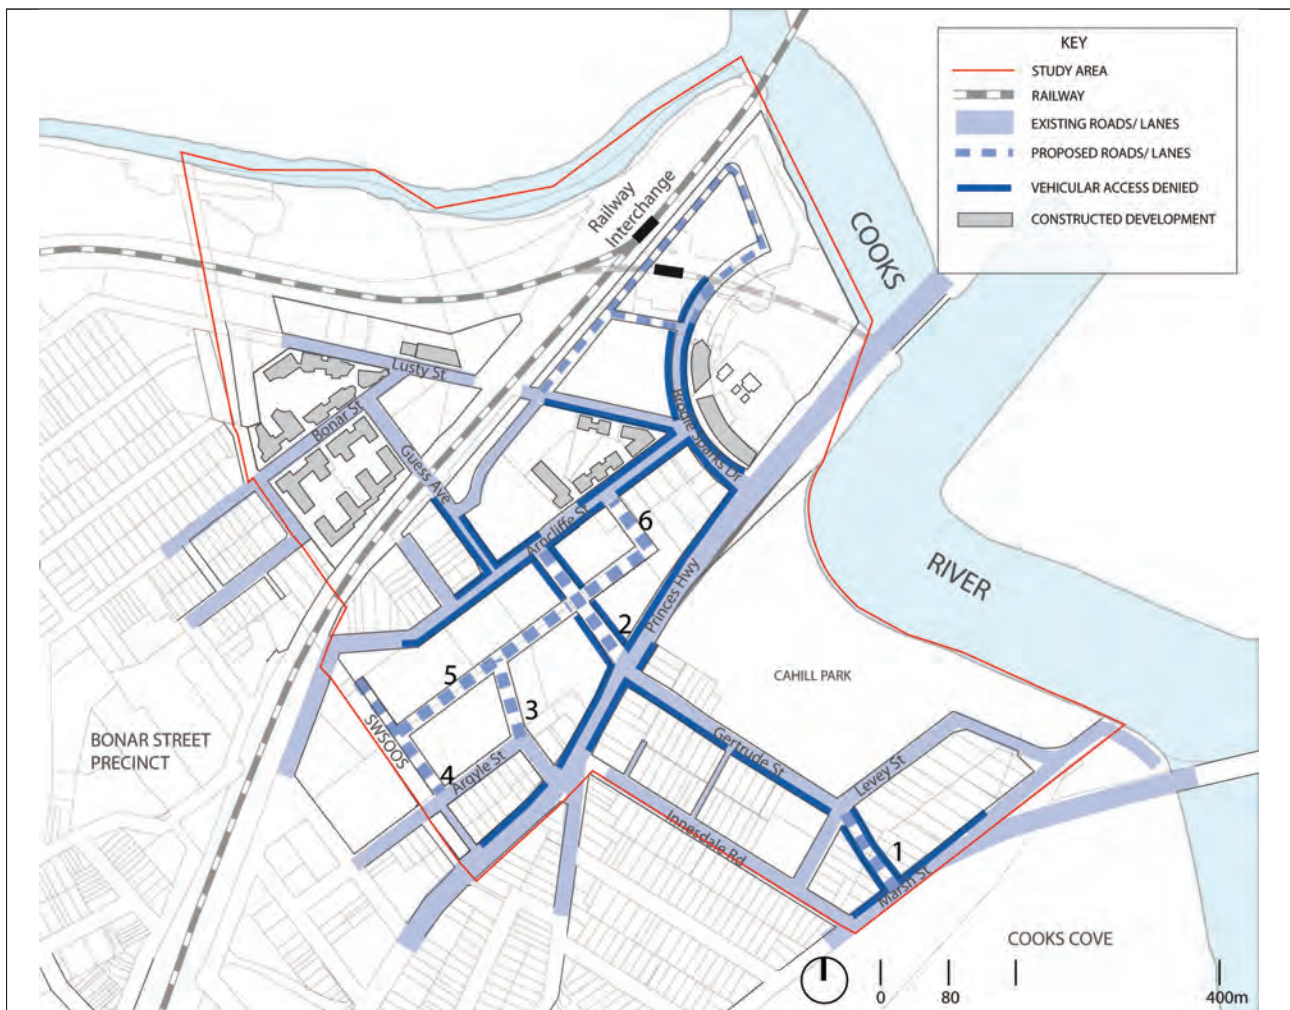 KEY
STUDY AREA
RAILWAY
EXISTING ROADS/ LANES
PROPOSED ROADS/ LANES
VEHICULAR ACCESS DENIED
CONSTRUCTED DEVELOPMENT
Railway
Interchange
COOKS
RIVER
Lusty St
Bonar St
Guess Ave
Brodie Sparks Dr
Arncliffe St
6
Princes Hwy
2
CAHILL PARK
5
3
SWSOOS
4
Argyle St
Gertrude St
Levey St
Innesdale Rd
1
Marsh St
BONAR STREET
PRECINCT
COOKS COVE
0
80
400m